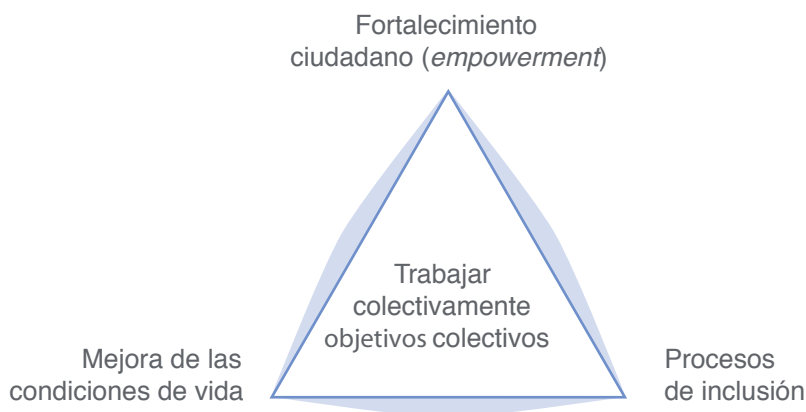 Fortalecimiento
ciudadano (empowerment)
Trabajar
colectivamente
objetivos colectivos
Mejora de las
condiciones de vida
Procesos
de inclusión